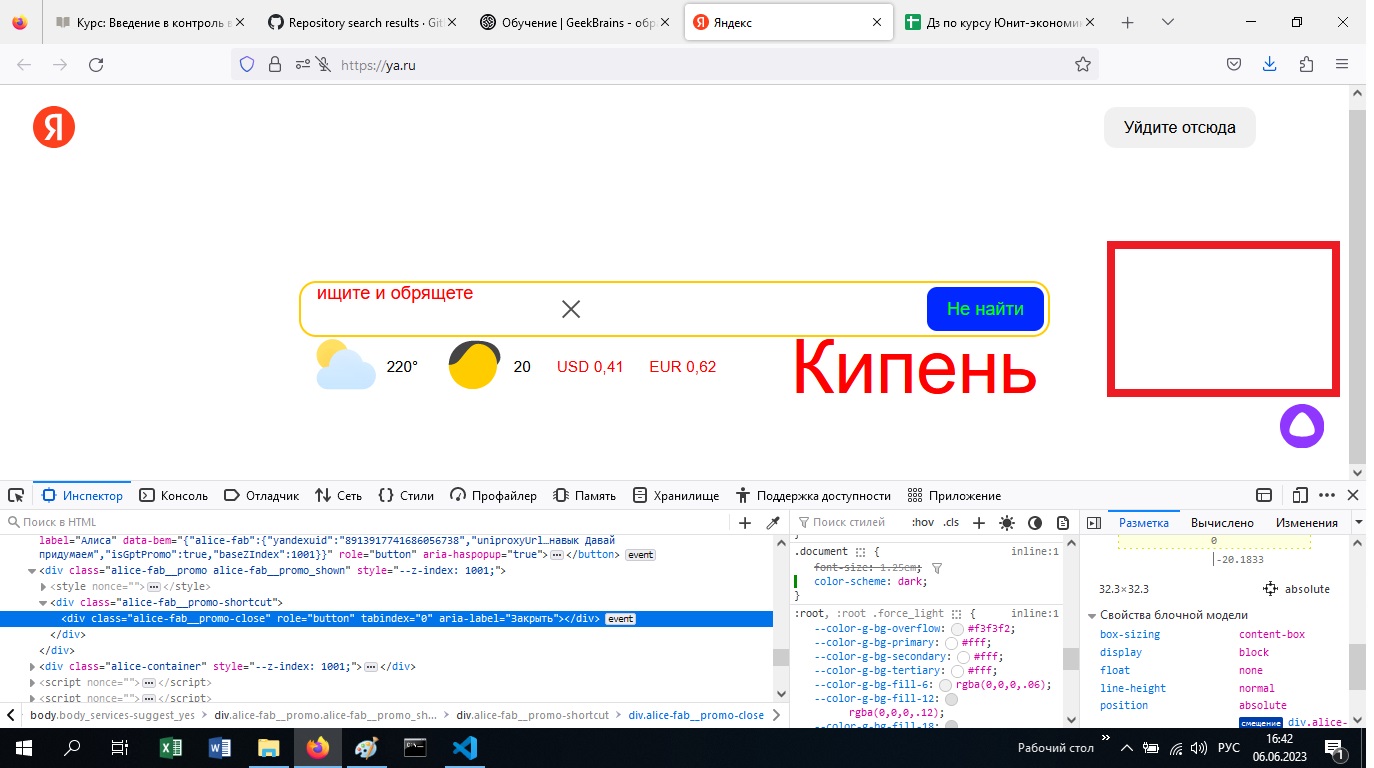 Курс: Введение в контроль в
Repository search results · Git
Обучение | GeekBrains - обр
Яндекс
Дз по курсу Юнит-экономик
https://ya.ru
Я
Уйдите отсюда
ищите и обрящете
Не найти
220°
20
USD 0,41
EUR 0,62
Кипень
Инспектор
Консоль
Отладчик
Сеть
Стили
Профайлер
Память
Хранилище
Поддержка доступности
Приложение
Поиск в HTML
label="Алиса" data-bem="{"alice-fab":{"yandexuid":"8913917741686056738","uniproxyUrl…навык Давай
придумаем","isGptPromo":true,"baseZIndex":1001}}" role="button" aria-haspopup="true"> ··· </button> event
<div class="alice-fab__promo alice-fab__promo_shown" style="--z-index: 1001;">
<style nonce=""> ··· </style>
<div class="alice-fab__promo-shortcut">
<div class="alice-fab__promo-close" role="button" tabindex="0" aria-label="Закрыть"></div> event
</div>
</div>
<div class="alice-container" style="--z-index: 1001;"> ··· </div>
<script nonce=""> ··· </script>
<script nonce=""> ··· </script>
body.body_services-suggest_yes
div.alice-fab__promo.alice-fab__promo_sh...
div.alice-fab__promo-shortcut
div.alice-fab__promo-close
Поиск стилей
:hov .cls
}
.document { inline:1
font-size: 1.25em;
color-scheme: dark;
}
:root, :root .force_light { inline:1
--color-g-bg-overflow: #f3f3f2;
--color-g-bg-primary: #fff;
--color-g-bg-secondary: #fff;
--color-g-bg-tertiary: #fff;
--color-g-bg-fill-6: rgba(0,0,0,.06);
--color-g-bg-fill-12:
rgba(0,0,0,.12);
--color-g-bg-fill-18:
Разметка
Вычислено
Изменения
0
-20.1833
32.3×32.3
absolute
Свойства блочной модели
box-sizing content-box
display block
float none
line-height normal
position absolute
смещение div.alice-
Рабочий стол
РУС
16:42
06.06.2023
1